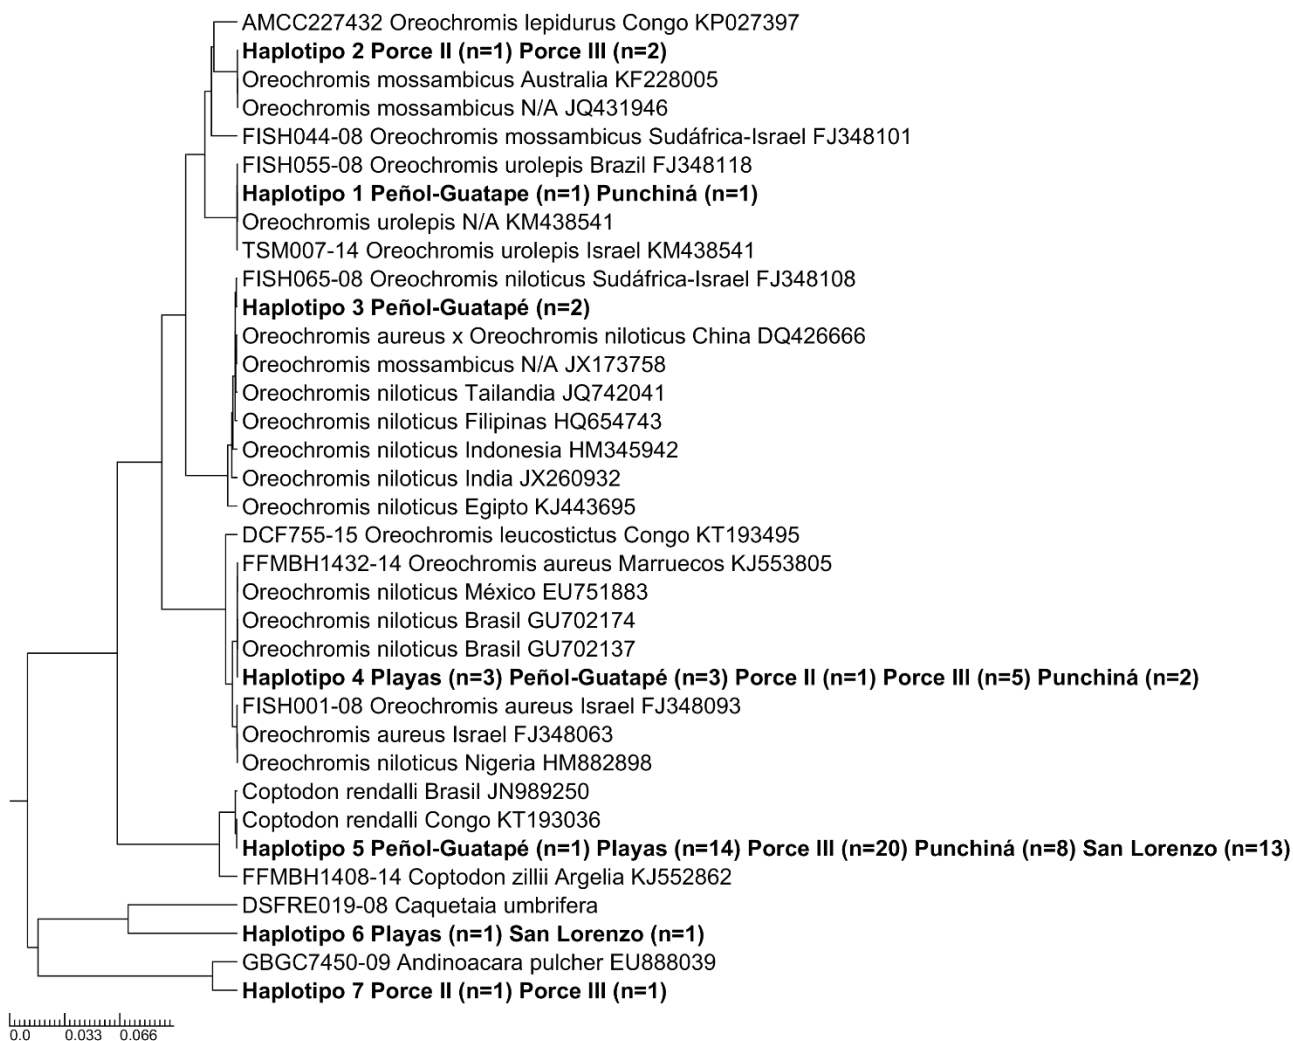 AMCC227432 Oreochromis lepidurus Congo KP027397
Haplotipo 2 Porce II (n=1) Porce III (n=2)
Oreochromis mossambicus Australia KF228005
Oreochromis mossambicus N/A JQ431946
FISH044-08 Oreochromis mossambicus Sudáfrica-Israel FJ348101
FISH055-08 Oreochromis urolepis Brazil FJ348118
Haplotipo 1 Peñol-Guatape (n=1) Punchiná (n=1)
Oreochromis urolepis N/A KM438541
TSM007-14 Oreochromis urolepis Israel KM438541
FISH065-08 Oreochromis niloticus Sudáfrica-Israel FJ348108
Haplotipo 3 Peñol-Guatapé (n=2)
Oreochromis aureus x Oreochromis niloticus China DQ426666
Oreochromis mossambicus N/A JX173758
Oreochromis niloticus Tailandia JQ742041
Oreochromis niloticus Filipinas HQ654743
Oreochromis niloticus Indonesia HM345942
Oreochromis niloticus India JX260932
Oreochromis niloticus Egipto KJ443695
DCF755-15 Oreochromis leucostictus Congo KT193495
FFMBH1432-14 Oreochromis aureus Marruecos KJ553805
Oreochromis niloticus México EU751883
Oreochromis niloticus Brasil GU702174
Oreochromis niloticus Brasil GU702137
Haplotipo 4 Playas (n=3) Peñol-Guatapé (n=3) Porce II (n=1) Porce III (n=5) Punchiná (n=2)
FISH001-08 Oreochromis aureus Israel FJ348093
Oreochromis aureus Israel FJ348063
Oreochromis niloticus Nigeria HM882898
Coptodon rendalli Brasil JN989250
Coptodon rendalli Congo KT193036
Haplotipo 5 Peñol-Guatapé (n=1) Playas (n=14) Porce III (n=20) Punchiná (n=8) San Lorenzo (n=13)
FFMBH1408-14 Coptodon zillii Argelia KJ552862
DSFRE019-08 Caquetaia umbrifera
Haplotipo 6 Playas (n=1) San Lorenzo (n=1)
GBGC7450-09 Andinoacara pulcher EU888039
Haplotipo 7 Porce II (n=1) Porce III (n=1)
0.0 0.033 0.066